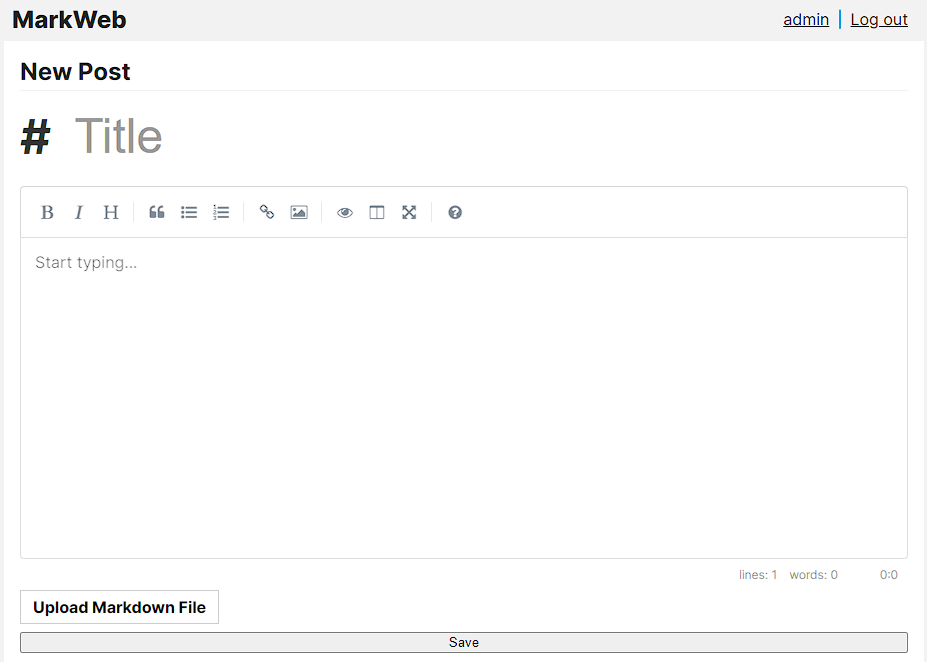 MarkWeb admin | Log out
New Post
# Title
B I H
Start typing...
lines: 1 words: 0 0:0
Upload Markdown File
Save